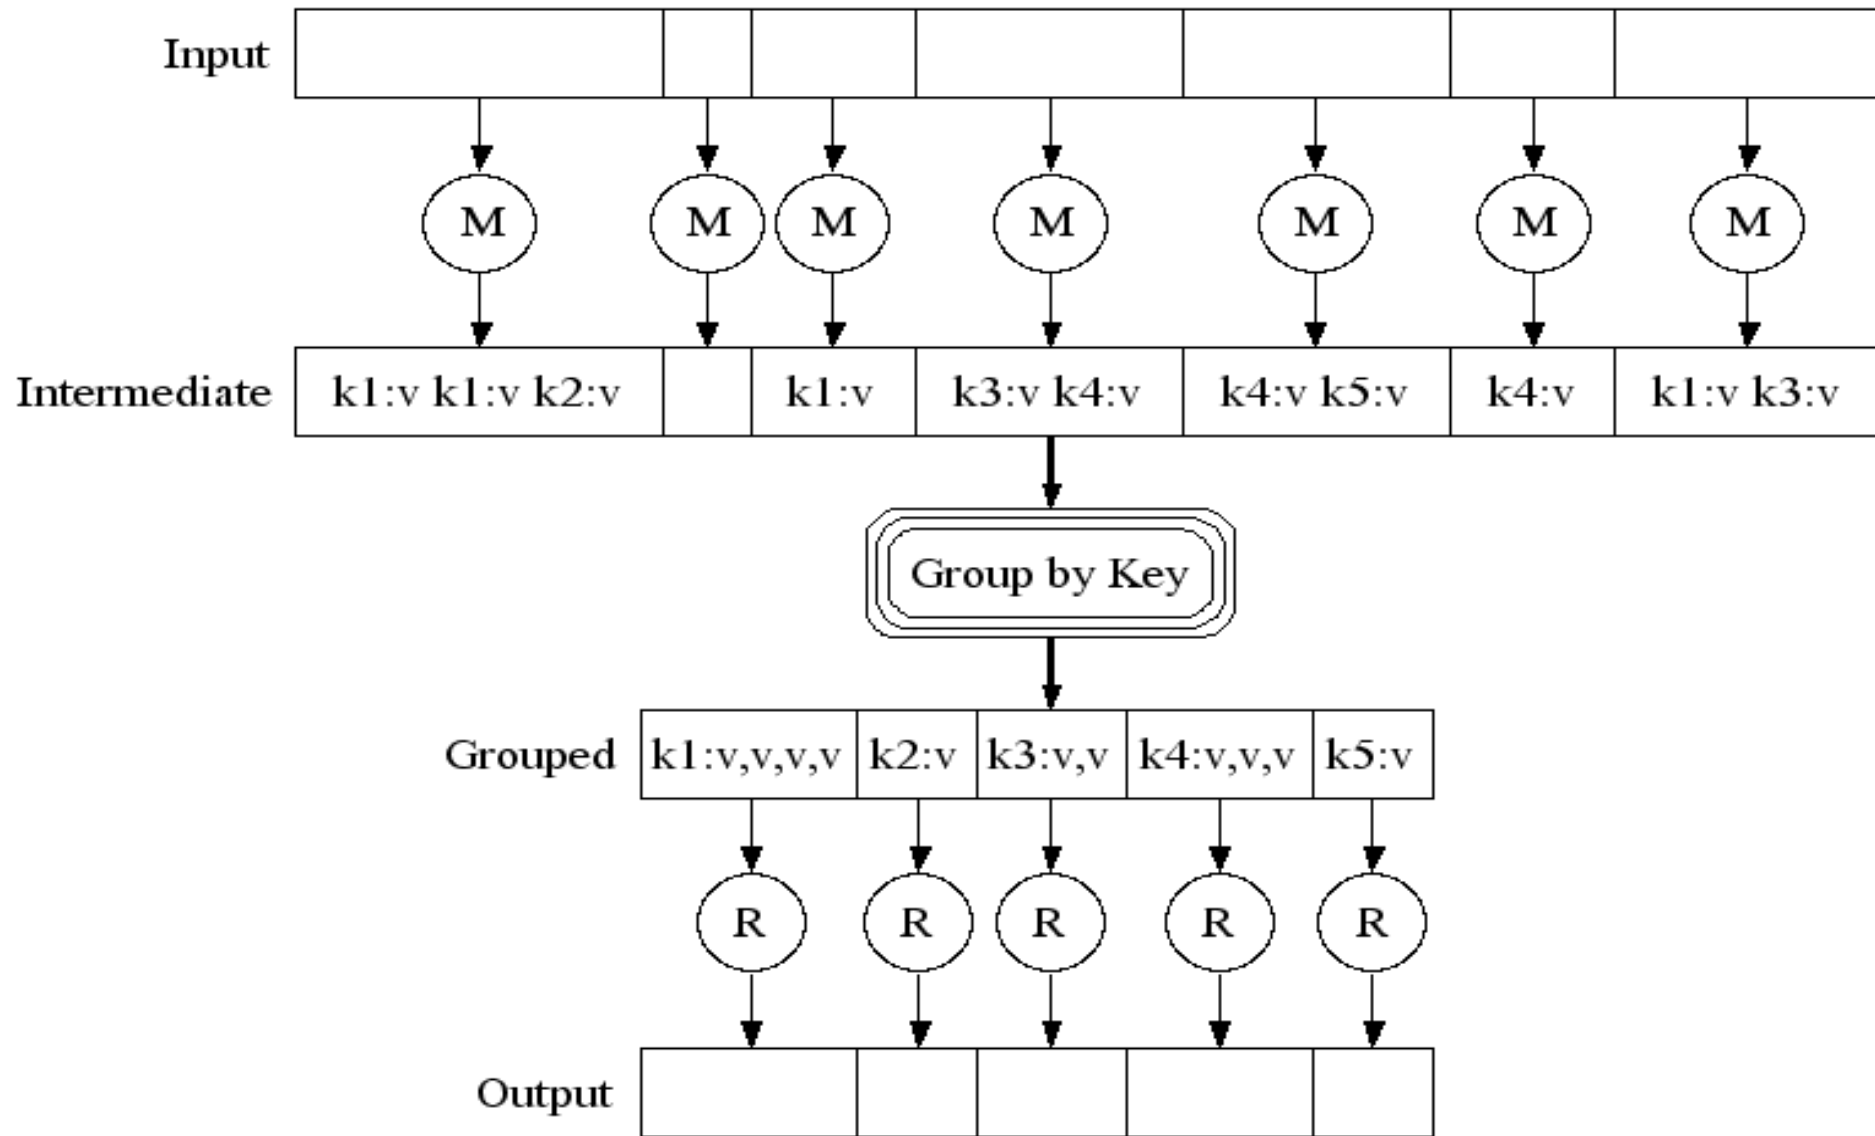 Input
M M M M M M M
Intermediate k1:v k1:v k2:v k1:v k3:v k4:v k4:v k5:v k4:v k1:v k3:v
Group by Key
Grouped k1:v,v,v,v k2:v k3:v,v k4:v,v,v k5:v
R R R R R
Output